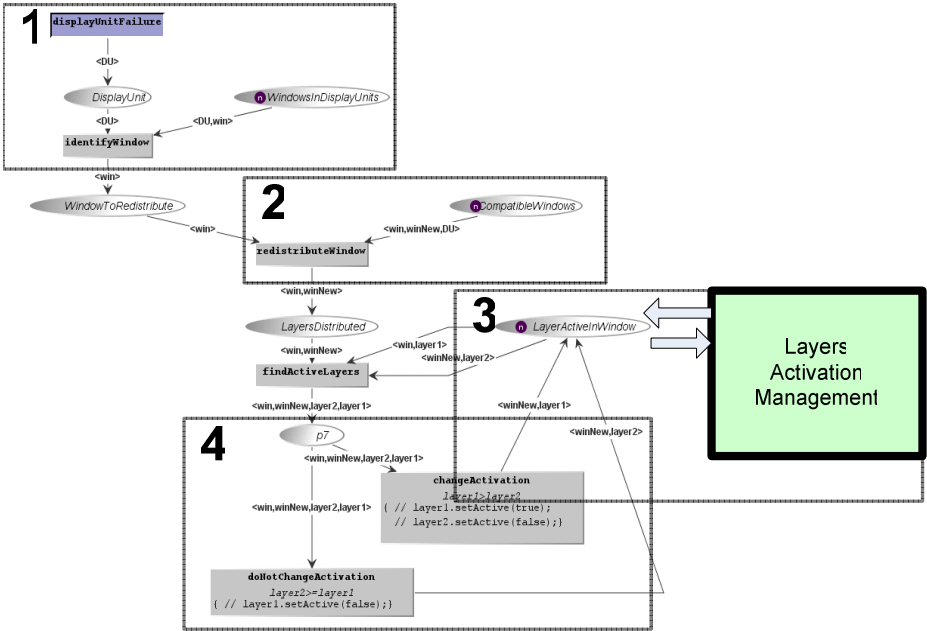 1
displayUnitFailure
<DU>
DisplayUnit
n WindowsInDisplayUnits
<DU>
<DU,win>
identifyWindow
<win>
WindowToRedistribute
2
n CompatibleWindows
<win>
<win,winNew,DU>
redistributeWindow
<win,winNew>
LayersDistributed
3
n LayerActiveInWindow
<win,winNew>
<win,layer1>
<winNew,layer2>
findActiveLayers
<win,winNew,layer2,layer1>
<winNew,layer1>
<winNew,layer2>
Layers
Activation
Management
4
p7
<win,winNew,layer2,layer1>
changeActivation
layer1>layer2
{ // layer1.setActive(true);
// layer2.setActive(false);}
<win,winNew,layer2,layer1>
doNotChangeActivation
layer2>=layer1
{ // layer1.setActive(false);}